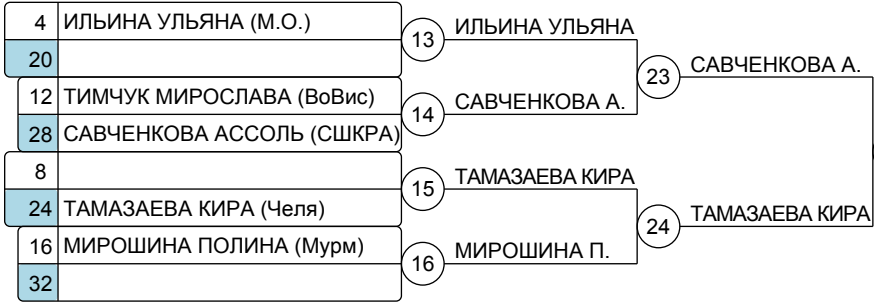 4 ИЛЬИНА УЛЬЯНА (М.О.)
20
13 ИЛЬИНА УЛЬЯНА
12 ТИМЧУК МИРОСЛАВА (ВоВис)
28 САВЧЕНКОВА АССОЛЬ (СШКРА)
14 САВЧЕНКОВА А.
23 САВЧЕНКОВА А.
8
24 ТАМАЗАЕВА КИРА (Челя)
15 ТАМАЗАЕВА КИРА
16 МИРОШИНА ПОЛИНА (Мурм)
32
16 МИРОШИНА П.
24 ТАМАЗАЕВА КИРА